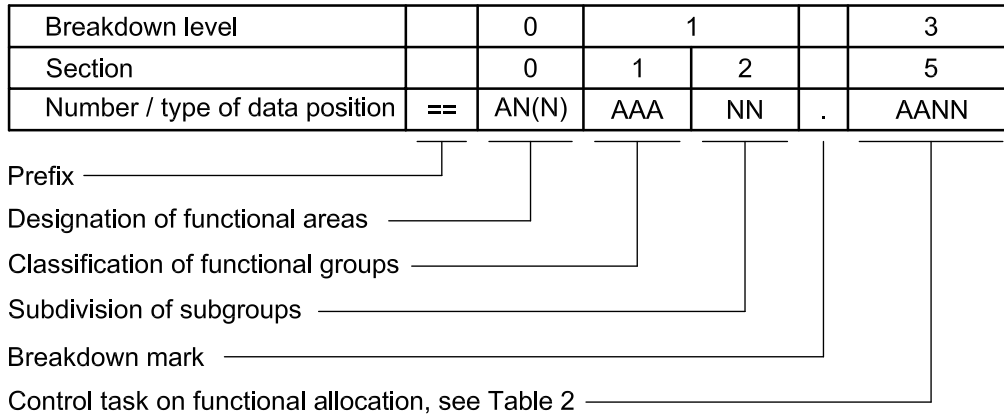 Breakdown level 0 1 3
Section 0 1 2 5
Number / type of data position == AN(N) AAA NN . AANN
Prefix
Designation of functional areas
Classification of functional groups
Subdivision of subgroups
Breakdown mark
Control task on functional allocation, see Table 2